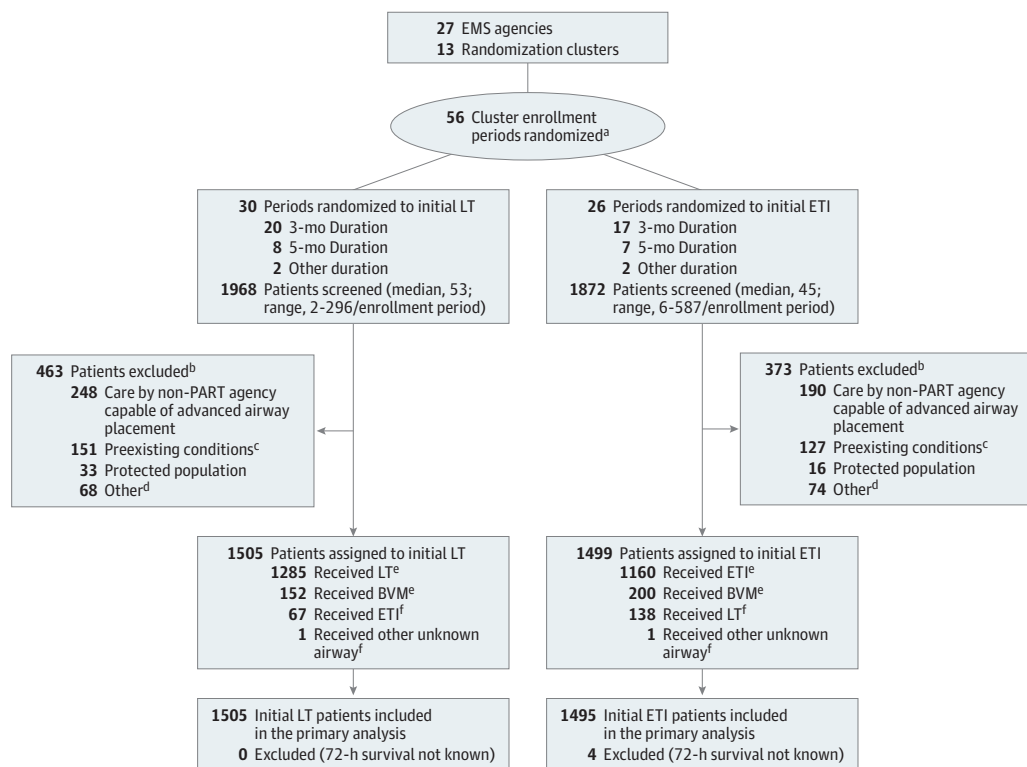 27 EMS agencies
13 Randomization clusters
56 Cluster enrollment
periods randomizedᵃ
30 Periods randomized to initial LT
20 3-mo Duration
8 5-mo Duration
2 Other duration
1968 Patients screened (median, 53;
range, 2-296/enrollment period)
26 Periods randomized to initial ETI
17 3-mo Duration
7 5-mo Duration
2 Other duration
1872 Patients screened (median, 45;
range, 6-587/enrollment period)
463 Patients excludedᵇ
248 Care by non-PART agency
capable of advanced airway
placement
151 Preexisting conditionsᶜ
33 Protected population
68 Otherᵈ
373 Patients excludedᵇ
190 Care by non-PART agency
capable of advanced airway
placement
127 Preexisting conditionsᶜ
16 Protected population
74 Otherᵈ
1505 Patients assigned to initial LT
1285 Received LTᵉ
152 Received BVMᵉ
67 Received ETIᶠ
1 Received other unknown
airwayᶠ
1499 Patients assigned to initial ETI
1160 Received ETIᵉ
200 Received BVMᵉ
138 Received LTᶠ
1 Received other unknown
airwayᶠ
1505 Initial LT patients included
in the primary analysis
0 Excluded (72-h survival not known)
1495 Initial ETI patients included
in the primary analysis
4 Excluded (72-h survival not known)